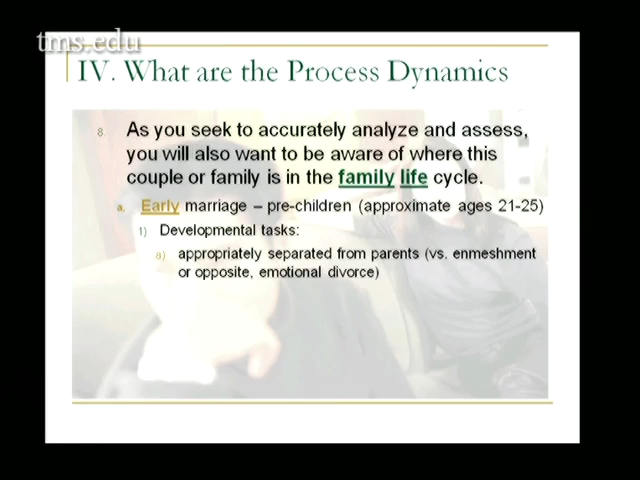 tms.edu
IV. What are the Process Dynamics
8. As you seek to accurately analyze and assess,
you will also want to be aware of where this
couple or family is in the family life cycle.
a. Early marriage – pre-children (approximate ages 21-25)
1) Developmental tasks:
a) appropriately separated from parents (vs. enmeshment
or opposite, emotional divorce)